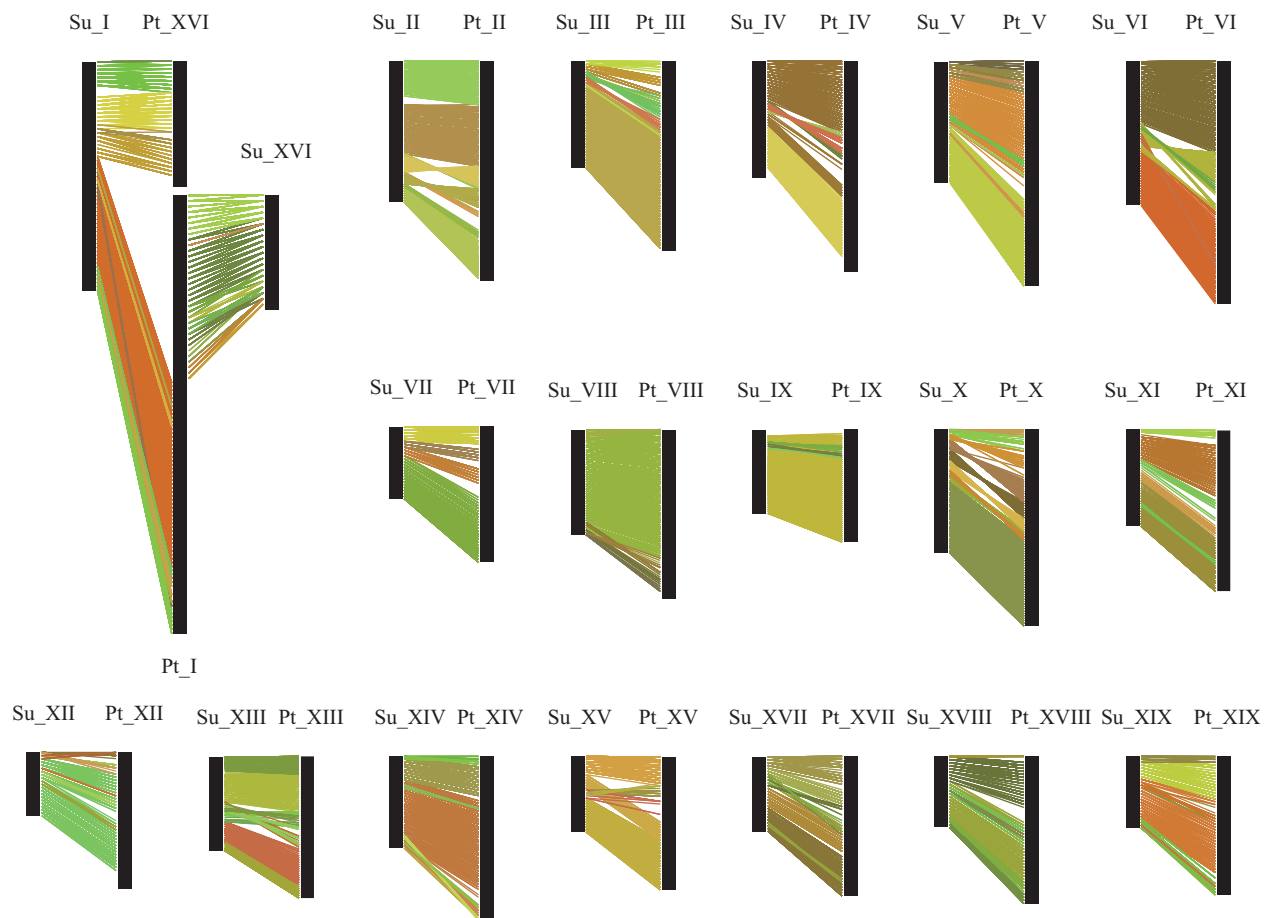 Su_I Pt_XVI Su_II Pt_II Su_III Pt_III Su_IV Pt_IV Su_V Pt_V Su_VI Pt_VI
Su_XVI
Su_VII Pt_VII Su_VIII Pt_VIII Su_IX Pt_IX Su_X Pt_X Su_XI Pt_XI
Pt_I
Su_XII Pt_XII Su_XIII Pt_XIII Su_XIV Pt_XIV Su_XV Pt_XV Su_XVII Pt_XVII Su_XVIII Pt_XVIII Su_XIX Pt_XIX